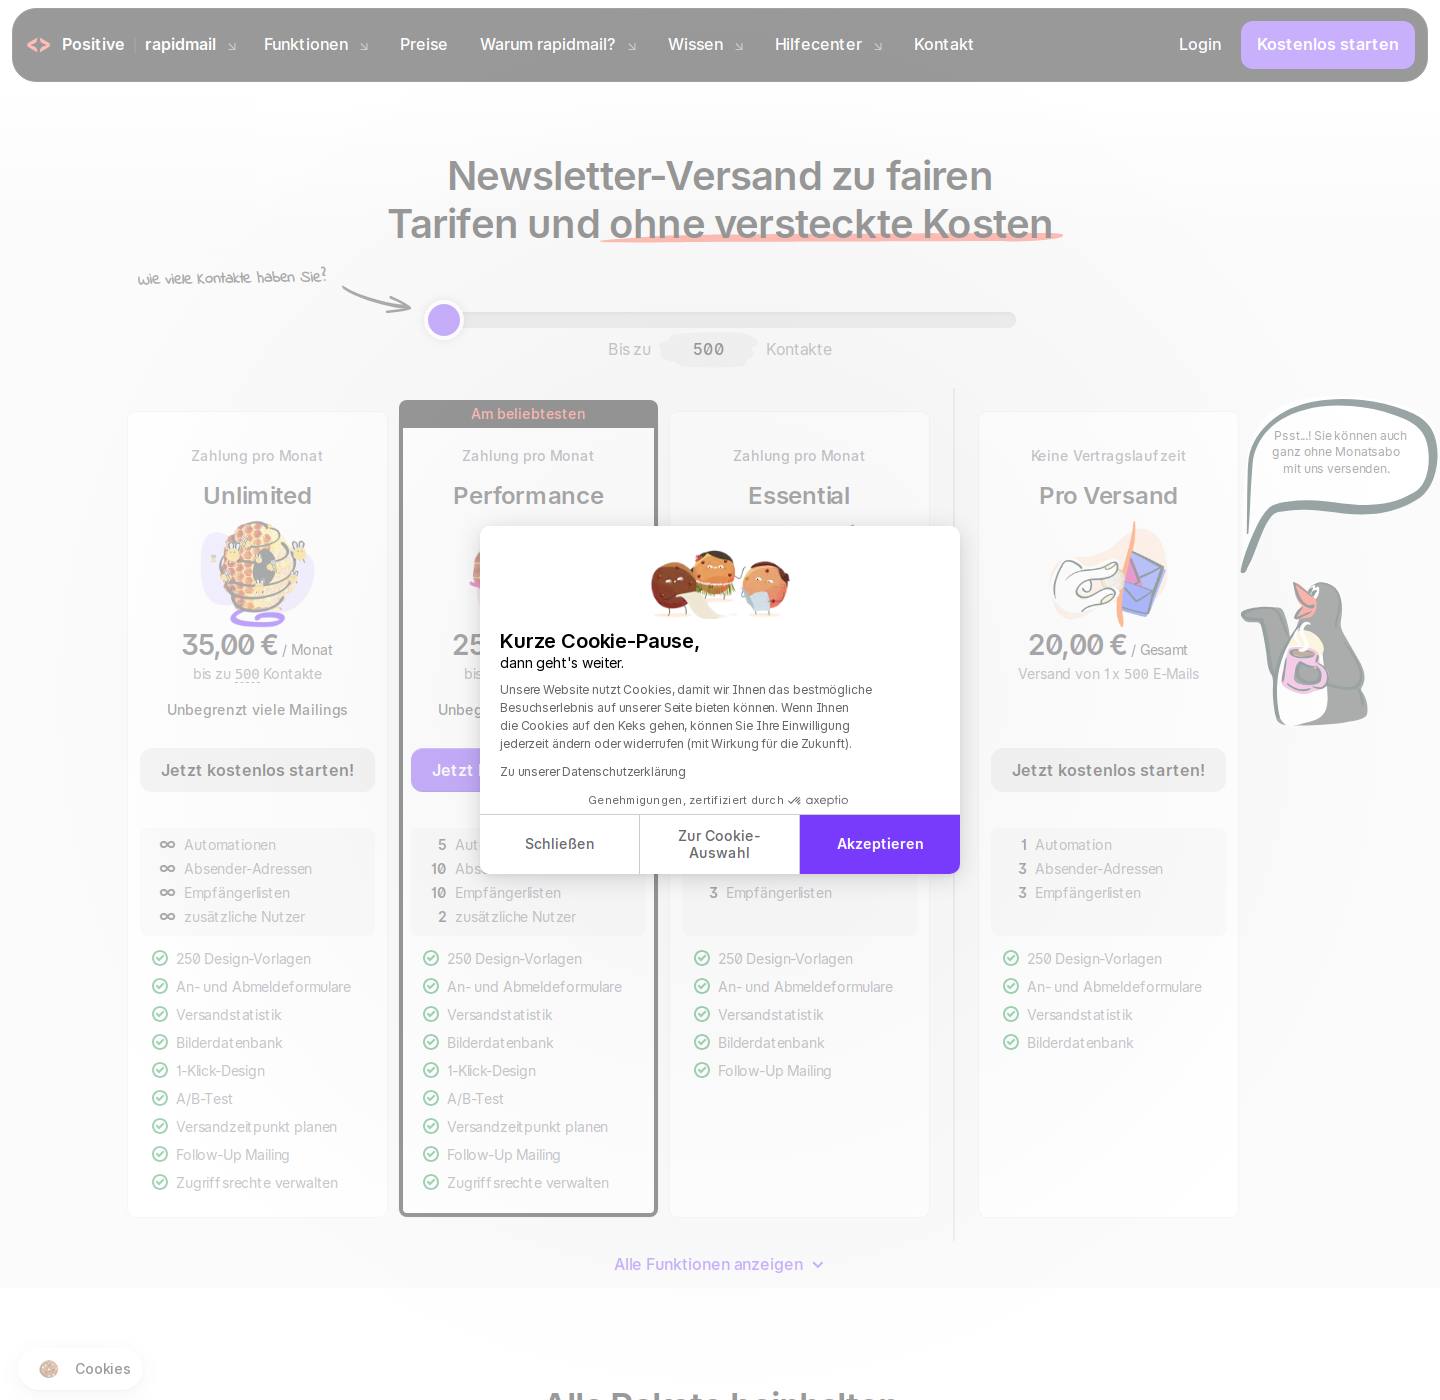 Positive rapidmail Funktionen Preise Warum rapidmail? Wissen Hilfecenter Kontakt Login Kostenlos starten
Newsletter-Versand zu fairen
Tarifen und ohne versteckte Kosten
Wie viele Kontakte haben Sie?
Bis zu 500 Kontakte
Zahlung pro Monat
Unlimited
35,00 € / Monat
bis zu 500 Kontakte
Unbegrenzt viele Mailings
Jetzt kostenlos starten!
∞ Automationen
∞ Absender-Adressen
∞ Empfängerlisten
∞ zusätzliche Nutzer
250 Design-Vorlagen
An- und Abmeldeformulare
Versandstatistik
Bilderdatenbank
1-Klick-Design
A/B-Test
Versandzeitpunkt planen
Follow-Up Mailing
Zugriffsrechte verwalten
Am beliebtesten
Zahlung pro Monat
Performance
Jetzt
5
10
10 Empfängerlisten
2 zusätzliche Nutzer
250 Design-Vorlagen
An- und Abmeldeformulare
Versandstatistik
Bilderdatenbank
1-Klick-Design
A/B-Test
Versandzeitpunkt planen
Follow-Up Mailing
Zugriffsrechte verwalten
Zahlung pro Monat
Essential
3 Empfängerlisten
250 Design-Vorlagen
An- und Abmeldeformulare
Versandstatistik
Bilderdatenbank
Follow-Up Mailing
Keine Vertragslaufzeit
Pro Versand
20,00 € / Gesamt
Versand von 1 x 500 E-Mails
Jetzt kostenlos starten!
1 Automation
3 Absender-Adressen
3 Empfängerlisten
250 Design-Vorlagen
An- und Abmeldeformulare
Versandstatistik
Bilderdatenbank
Psst...! Sie können auch
ganz ohne Monatsabo
mit uns versenden.
Kurze Cookie-Pause,
dann geht's weiter.
Unsere Website nutzt Cookies, damit wir Ihnen das bestmögliche
Besuchserlebnis auf unserer Seite bieten können. Wenn Ihnen
die Cookies auf den Keks gehen, können Sie Ihre Einwilligung
jederzeit ändern oder widerrufen (mit Wirkung für die Zukunft).
Zu unserer Datenschutzerklärung
Genehmigungen, zertifiziert durch axeptio
Schließen
Zur Cookie-
Auswahl
Akzeptieren
Alle Funktionen anzeigen
Cookies
Alle Pakete beinhalten